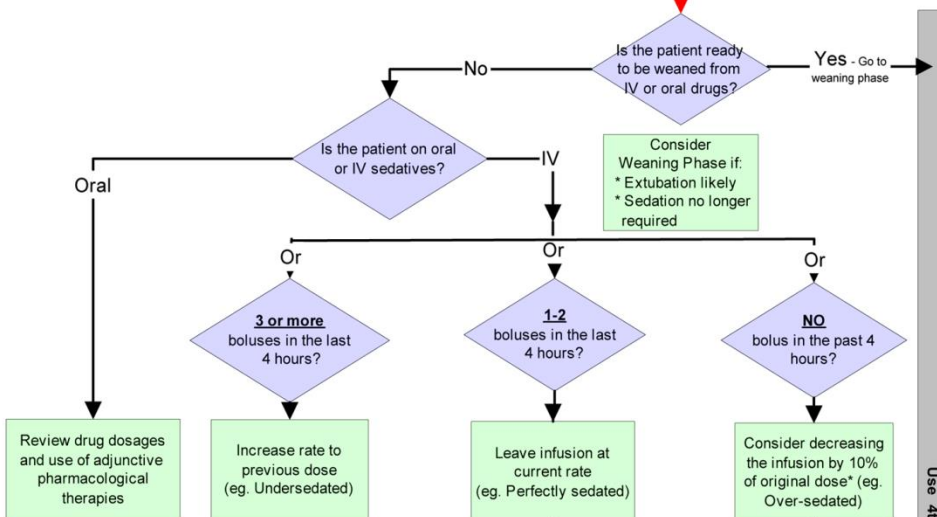 Is the patient ready
to be weaned from
IV or oral drugs?
Yes - Go to
weaning phase
No
Is the patient on oral
or IV sedatives?
Oral
IV
Consider
Weaning Phase if:
* Extubation likely
* Sedation no longer
required
Or
Or
Or
3 or more
boluses in the last
4 hours?
1-2
boluses in the last
4 hours?
NO
bolus in the past 4
hours?
Review drug dosages
and use of adjunctive
pharmacological
therapies
Increase rate to
previous dose
(eg. Undersedated)
Leave infusion at
current rate
(eg. Perfectly sedated)
Consider decreasing
the infusion by 10%
of original dose* (eg.
Over-sedated)
Use